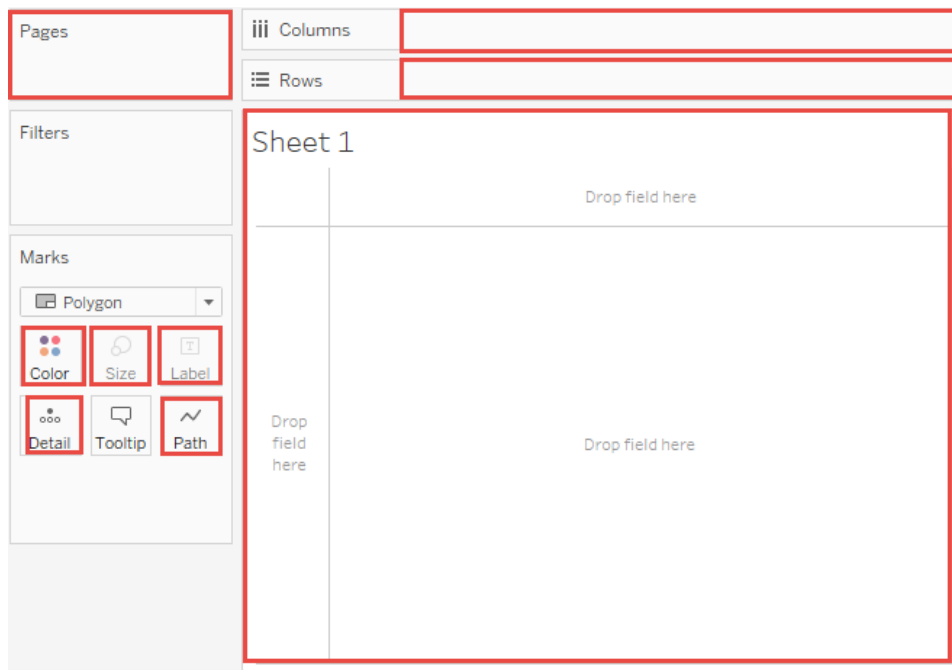 Pages
Columns
Rows
Filters
Sheet 1
Drop field here
Marks
Polygon
Color Size Label
T
Detail Tooltip Path
Drop
field
here
Drop field here